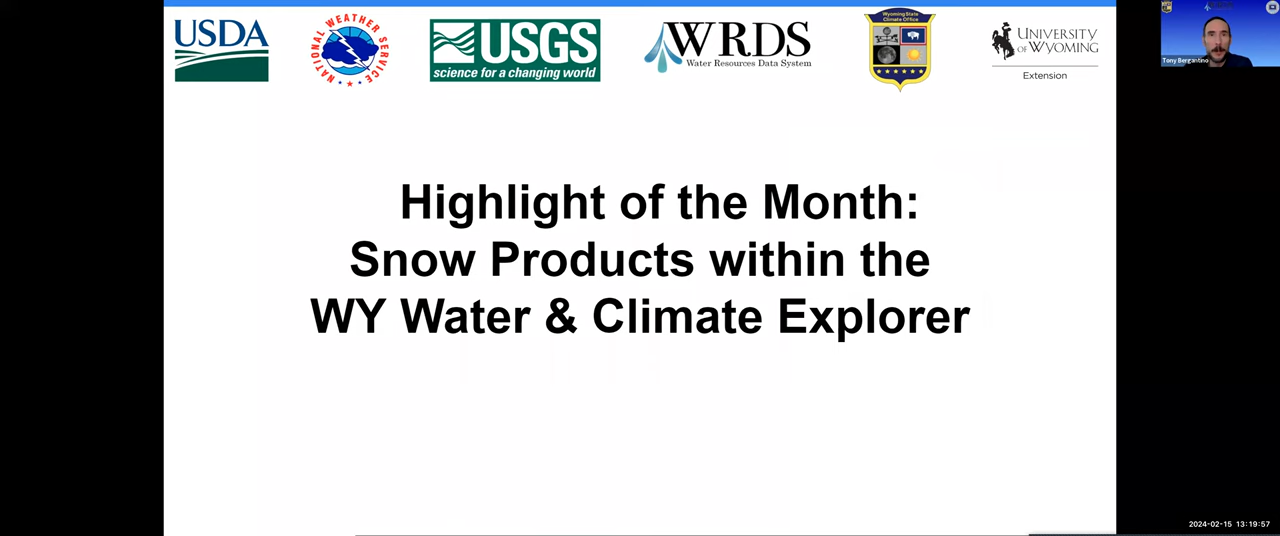 USDA
NATIONAL WEATHER SERVICE
USGS
science for a changing world
WRDS
Water Resources Data System
Wyoming State
Climate Office
UNIVERSITY
OF WYOMING
Extension
Tony Bergantino
Highlight of the Month:
Snow Products within the
WY Water & Climate Explorer
2024-02-15 13:19:57